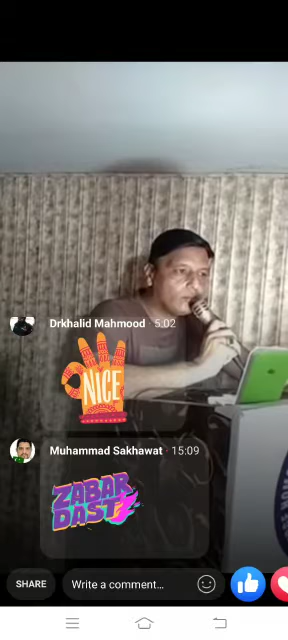 Drkhalid Mahmood · 5:02
NICE
Muhammad Sakhawat · 15:09
ZABAR
DAST
SHARE
Write a comment...